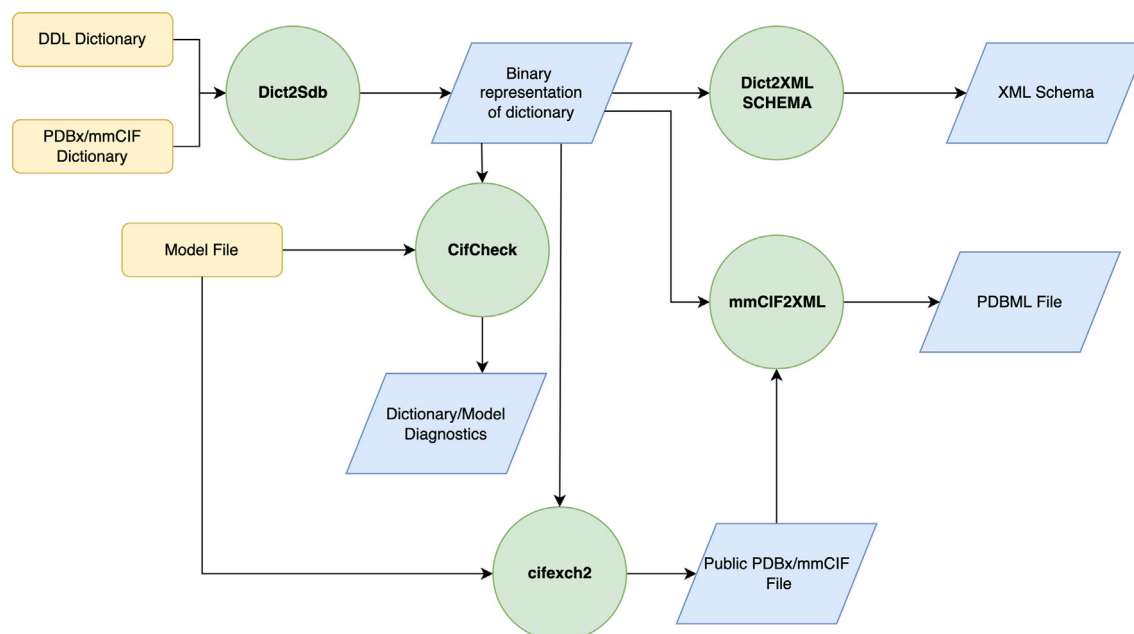 DDL Dictionary
PDBx/mmCIF
Dictionary
Dict2Sdb
Binary
representation
of dictionary
Dict2XML
SCHEMA
XML Schema
Model File
CifCheck
mmCIF2XML
PDBML File
Dictionary/Model
Diagnostics
cifexch2
Public PDBx/mmCIF
File